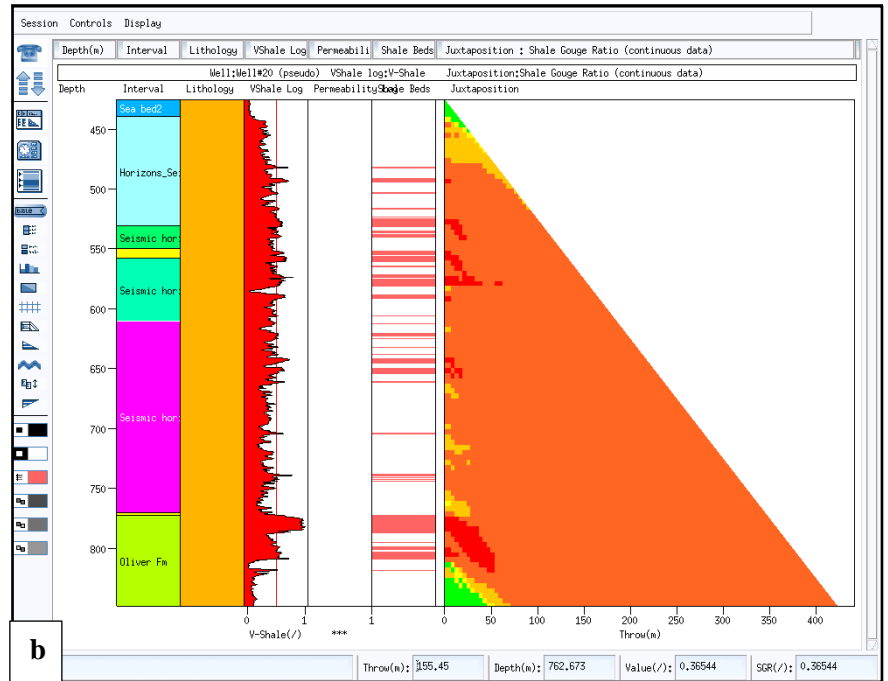 Session Controls Display
Depth(m) Interval Lithology VShale Log Permeabili Shale Beds Juxtaposition : Shale Gouge Ratio (continuous data)
Well:Well#20 (pseudo) VShale log:V-Shale Juxtaposition:Shale Gouge Ratio (continuous data)
Depth Interval Lithology VShale Log Permeability Shale Beds Juxtaposition
Sea bed2
450
Horizons_Se
500
Seismic hor
550
Seismic hor
600
650
Seismic hor
700
750
800
Oliver Fm
0 1 1 0 50 100 150 200 250 300 350 400
V-Shale(/) *** Throw(m)
b
Throw(m): 155.45 Depth(m): 762.673 Value(/): 0.36544 SGR(/): 0.36544